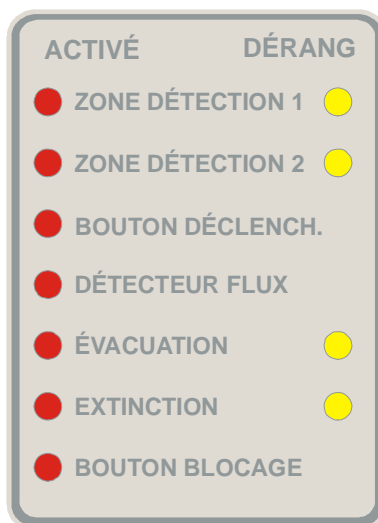 ACTIVÉ DÉRANG
ZONE DÉTECTION 1
ZONE DÉTECTION 2
BOUTON DÉCLENCH.
DÉTECTEUR FLUX
ÉVACUATION
EXTINCTION
BOUTON BLOCAGE